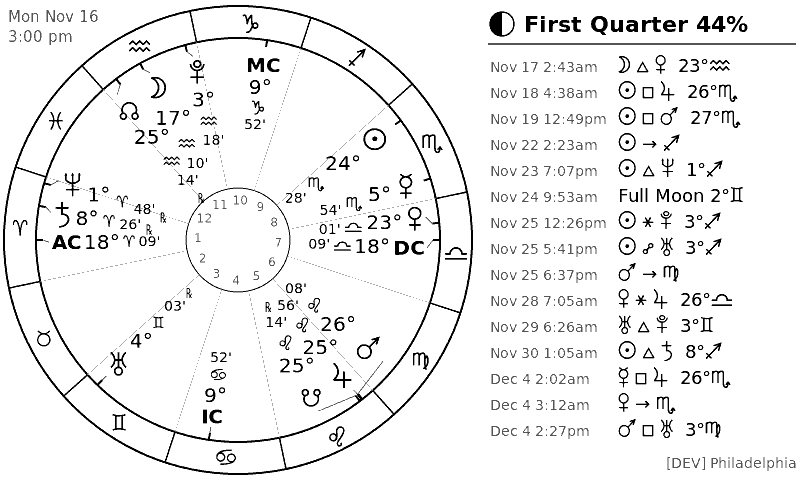 Mon Nov 16
3:00 pm
♑
♒
♐
♓
♏
♈
♎
♉
♍
♊
♌
♋
MC 9° ♑ 52'
♇ 3° ♒ 18'
☽ 17° ♒ 10'
☊ 25° ♒ 14' ℞
♆ 1° ♈ 48' ℞
♄ 8° ♈ 26' ℞
AC 18° ♈ 09'
♅ 4° ♊ 03' ℞
IC 9° ♋ 52'
☋ 25° ♌ 14' ℞
♃ 25° ♌ 56'
♂ 26° ♌ 08'
DC 18° ♎ 09'
♀ 23° ♎ 01'
☿ 5° ♏ 54'
☉ 24° ♏ 28'
1
2
3
4
5
6
7
8
9
10
11
12
First Quarter 44%
Nov 17 2:43am ☽ △ ♀ 23°♒
Nov 18 4:38am ☉ □ ♃ 26°♏
Nov 19 12:49pm ☉ □ ♂ 27°♏
Nov 22 2:23am ☉ → ♐
Nov 23 7:07pm ☉ △ ♆ 1°♐
Nov 24 9:53am Full Moon 2°♊
Nov 25 12:26pm ☉ ⚹ ♇ 3°♐
Nov 25 5:41pm ☉ ☍ ♅ 3°♐
Nov 25 6:37pm ♂ → ♍
Nov 28 7:05am ♀ ⚹ ♃ 26°♎
Nov 29 6:26am ♅ △ ♇ 3°♊
Nov 30 1:05am ☉ △ ♄ 8°♐
Dec 4 2:02am ☿ □ ♃ 26°♏
Dec 4 3:12am ♀ → ♏
Dec 4 2:27pm ♂ □ ♅ 3°♍
[DEV] Philadelphia